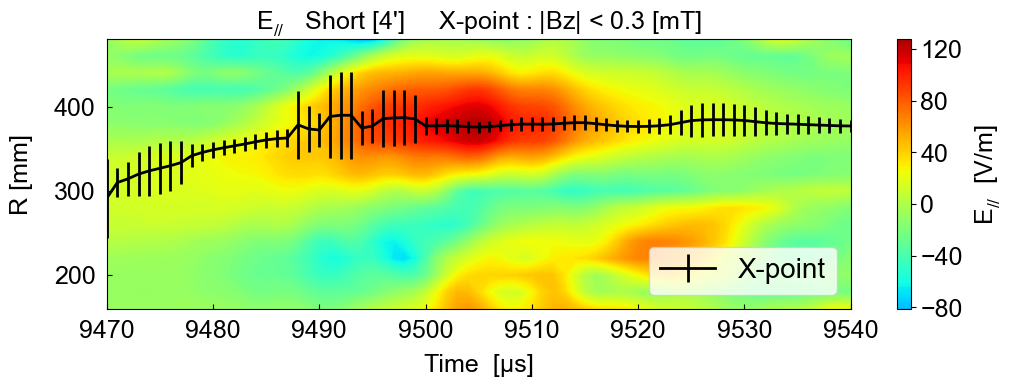 E// Short [4'] X-point : |Bz| < 0.3 [mT]
R [mm]
400
300
200
9470 9480 9490 9500 9510 9520 9530 9540
Time [μs]
X-point
120
80
40
0
−40
−80
E// [V/m]